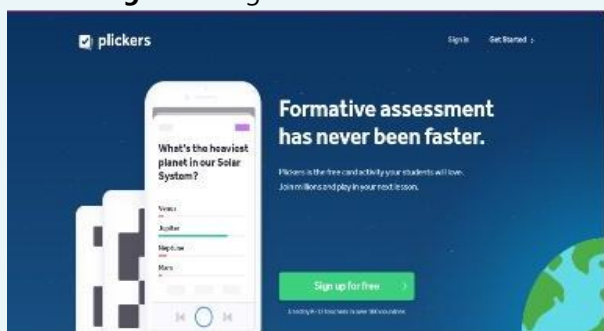 plickers
Sign in
Get Started
Formative assessment
has never been faster.
Plickers is the free card activity your students will love.
Join millions and play in your next lesson.
What's the heaviest
planet in our Solar
System?
Venus
Jupiter
Neptune
Mars
Sign up for free